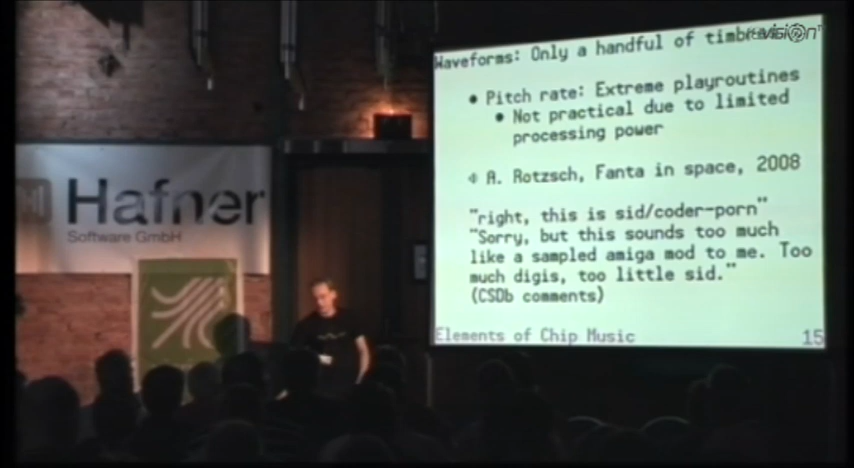 Waveforms: Only a handful of
revision
• Pitch rate: Extreme playroutines
• Not practical due to limited
processing power
A. Rotzsch, Fanta in space, 2008
"right, this is sid/coder-porn"
"Sorry, but this sounds too much
like a sampled amiga mod to me. Too
much digis, too little sid."
(CSDb comments)
Elements of Chip Music 15
Hafner
Software GmbH